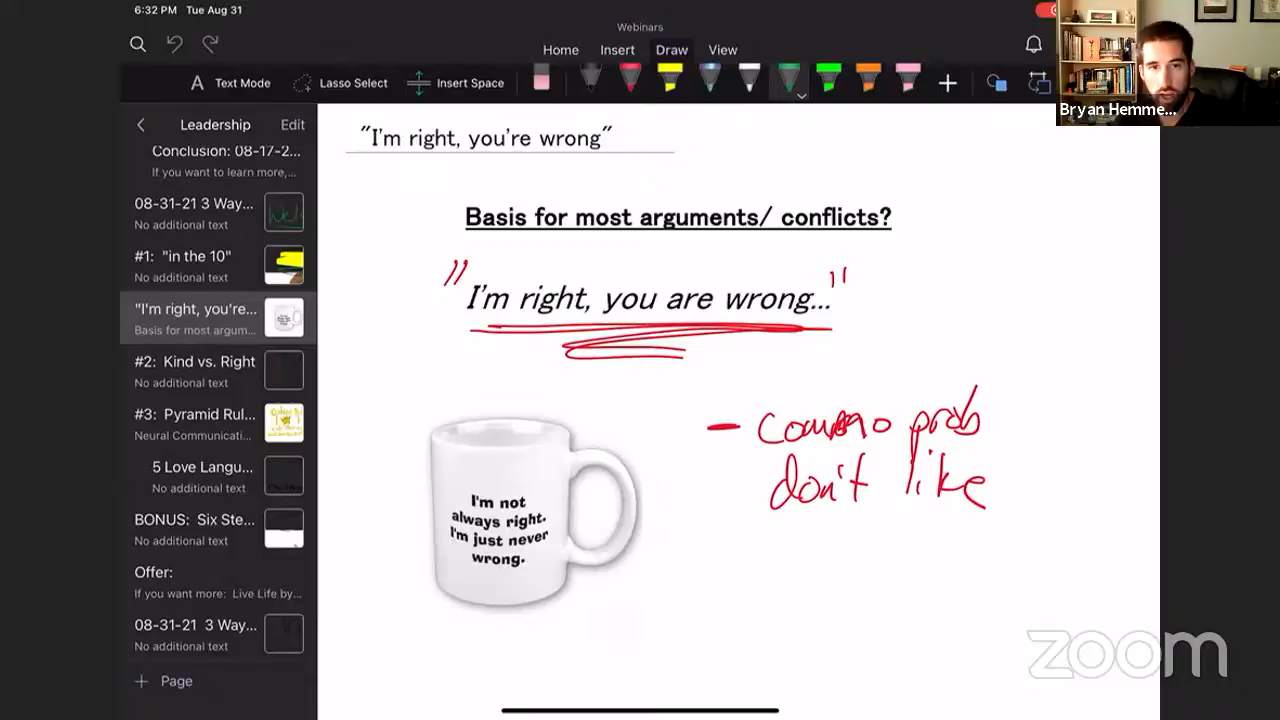 6:32 PM Tue Aug 31
Webinars
Home Insert Draw View
Text Mode Lasso Select Insert Space
Bryan Hemme...
Leadership Edit
Conclusion: 08-17-2...
If you want to learn more,...
08-31-21 3 Way...
No additional text
#1: "in the 10"
No additional text
"I'm right, you're...
Basis for most argum...
#2: Kind vs. Right
No additional text
#3: Pyramid Rul...
Neural Communicati...
5 Love Langu...
No additional text
BONUS: Six Ste...
No additional text
Offer:
If you want more: Live Life by...
08-31-21 3 Way...
No additional text
+ Page
"I'm right, you're wrong"
Basis for most arguments/ conflicts?
"I'm right, you are wrong..."
I'm not
always right.
I'm just never
wrong.
- prob
don't like
zoom